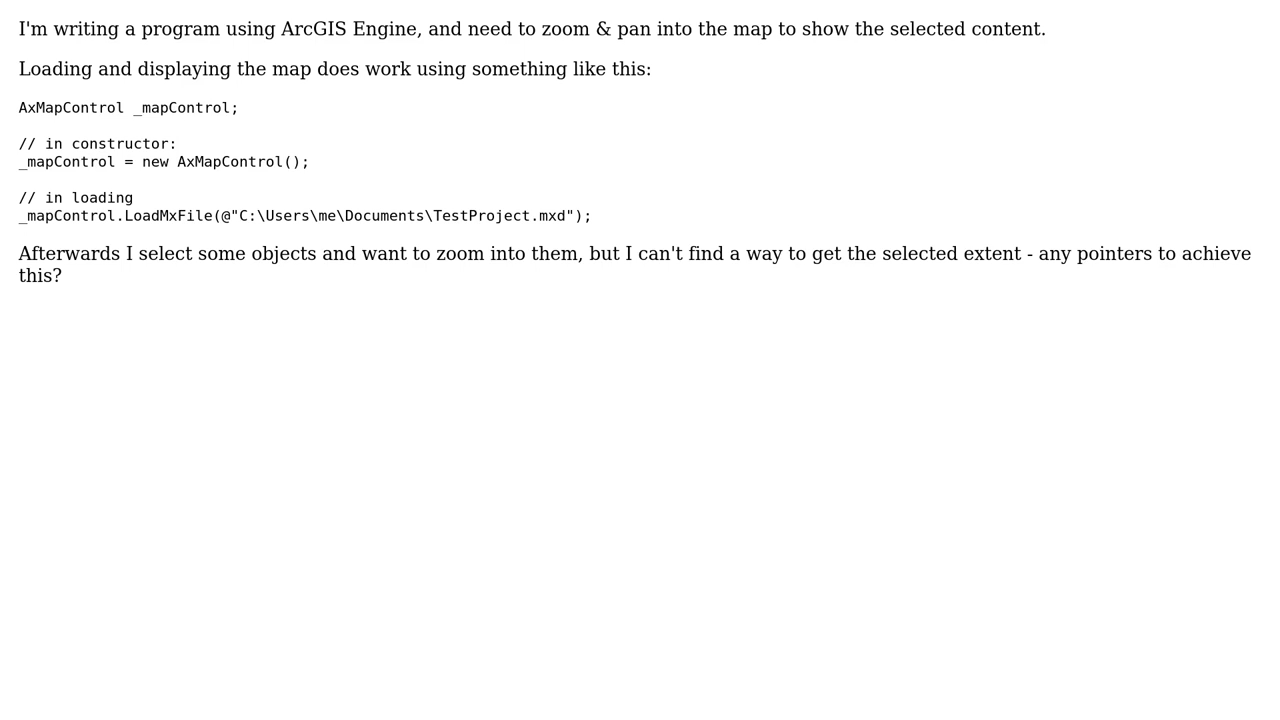 I'm writing a program using ArcGIS Engine, and need to zoom & pan into the map to show the selected content.
Loading and displaying the map does work using something like this:
AxMapControl _mapControl;
// in constructor:
_mapControl = new AxMapControl();
// in loading
_mapControl.LoadMxFile(@"C:\Users\me\Documents\TestProject.mxd");
Afterwards I select some objects and want to zoom into them, but I can't find a way to get the selected extent - any pointers to achieve
this?